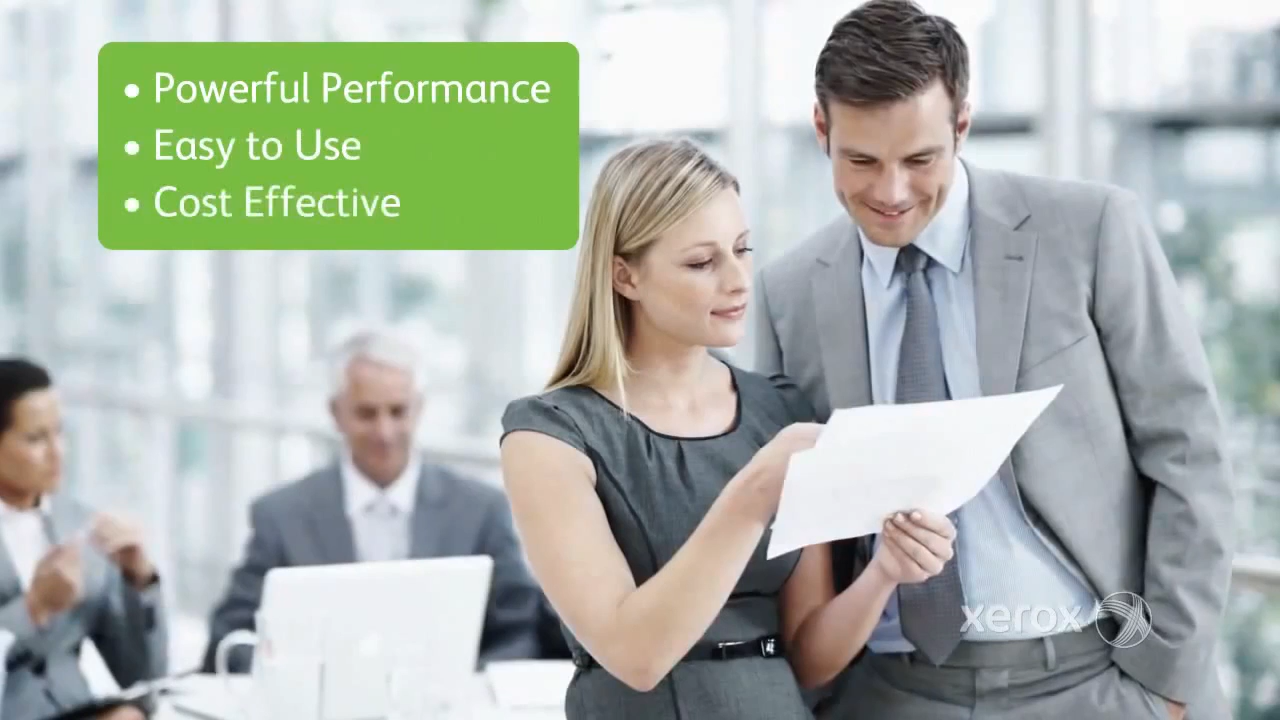 • Powerful Performance
• Easy to Use
• Cost Effective
xerox